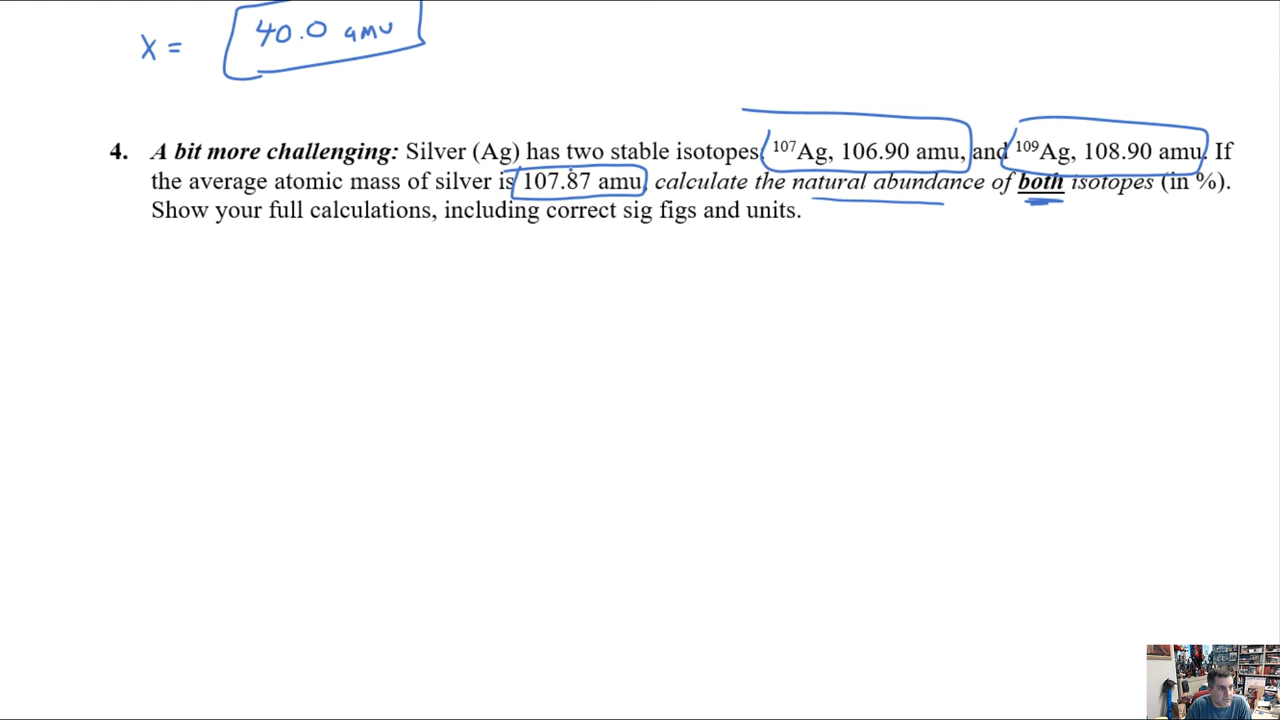 X = 40.0 amu
4. A bit more challenging: Silver (Ag) has two stable isotopes, ¹⁰⁷Ag, 106.90 amu, and ¹⁰⁹Ag, 108.90 amu. If
the average atomic mass of silver is 107.87 amu, calculate the natural abundance of both isotopes (in %).
Show your full calculations, including correct sig figs and units.